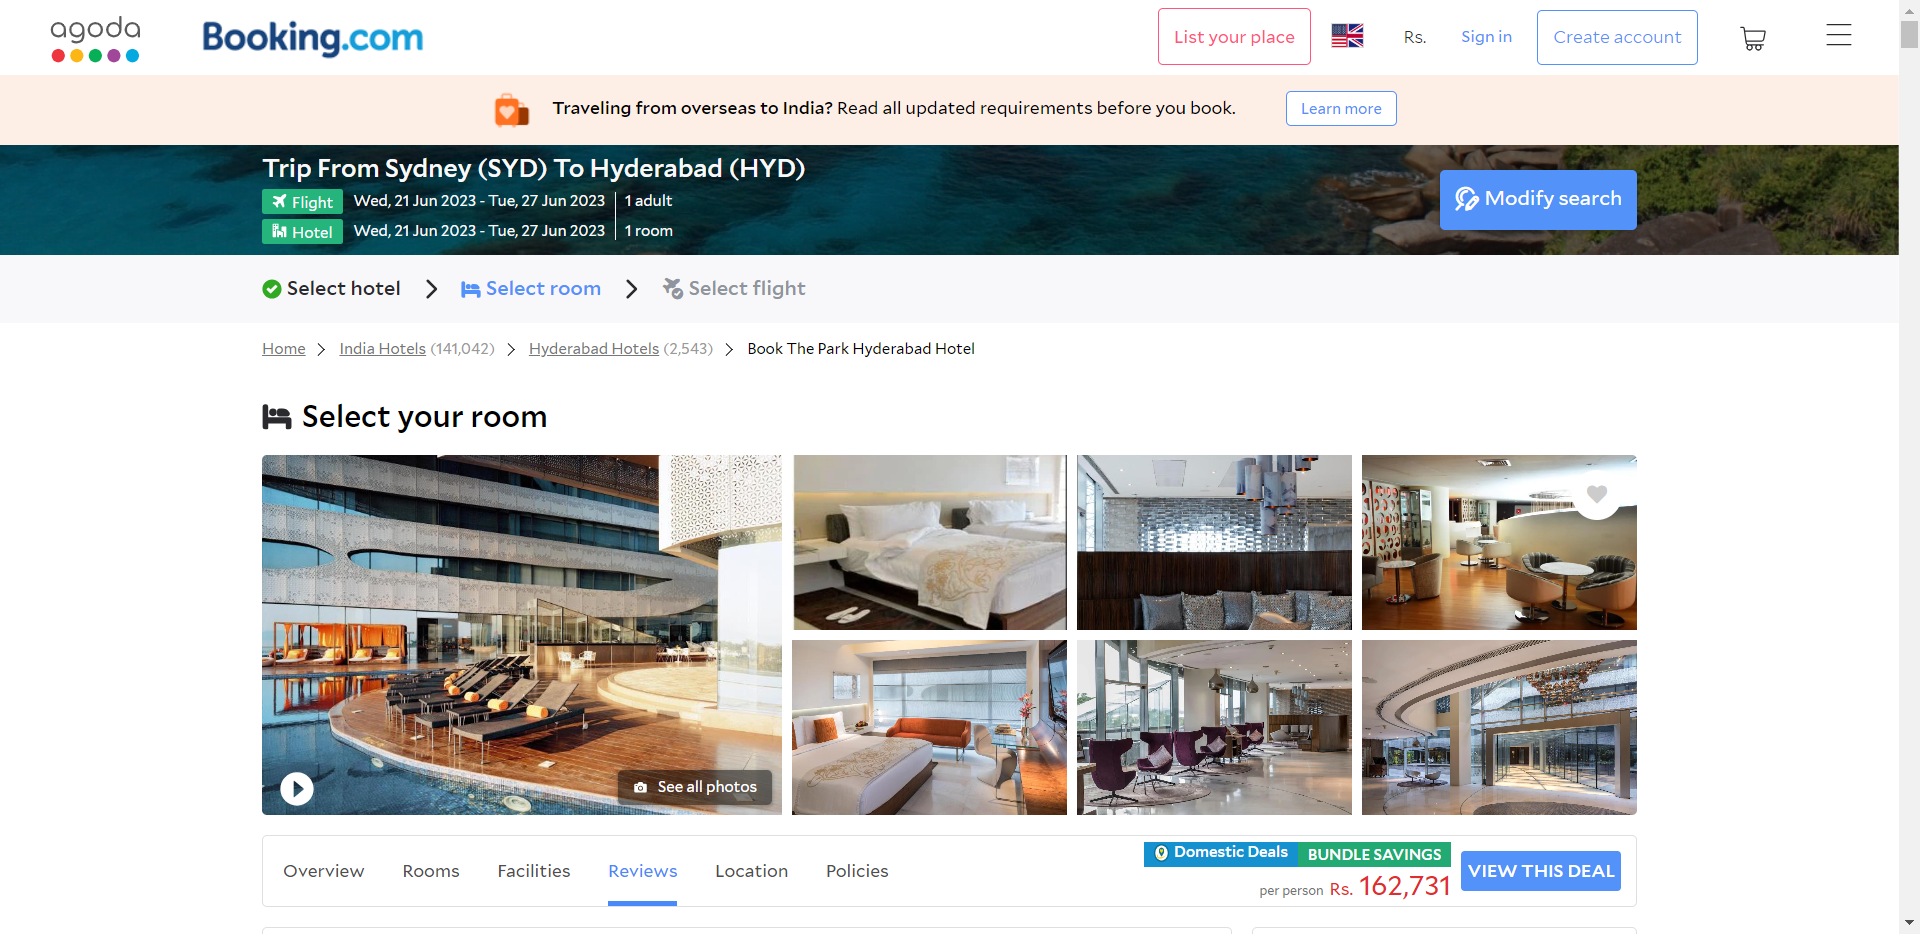 agoda
Booking.com
List your place
Rs.
Sign in
Create account
Traveling from overseas to India? Read all updated requirements before you book.
Learn more
Trip From Sydney (SYD) To Hyderabad (HYD)
Flight Wed, 21 Jun 2023 - Tue, 27 Jun 2023 1 adult
Hotel Wed, 21 Jun 2023 - Tue, 27 Jun 2023 1 room
Modify search
Select hotel
Select room
Select flight
Home
India Hotels (141,042)
Hyderabad Hotels (2,543)
Book The Park Hyderabad Hotel
Select your room
See all photos
Overview
Rooms
Facilities
Reviews
Location
Policies
Domestic Deals
BUNDLE SAVINGS
per person Rs. 162,731
VIEW THIS DEAL